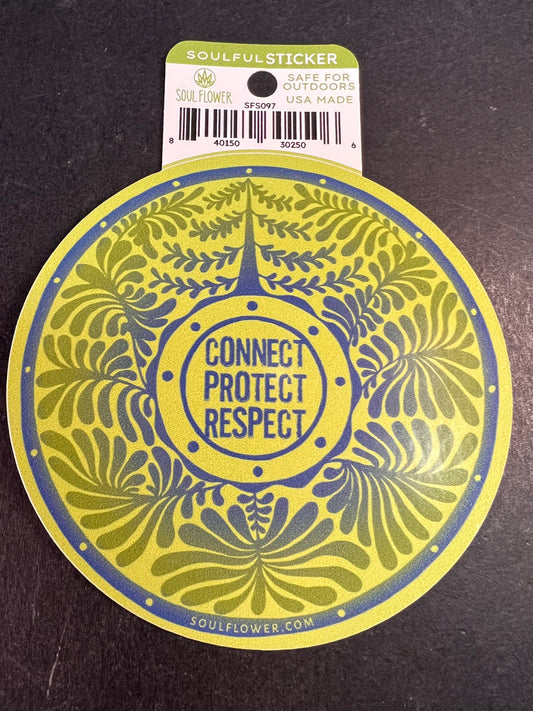 SOULFULSTICKER
SOUL FLOWER
SAFE FOR
OUTDOORS
USA MADE
SFS097
8 40150 30250 6
CONNECT
PROTECT
RESPECT
SOULFLOWER.COM